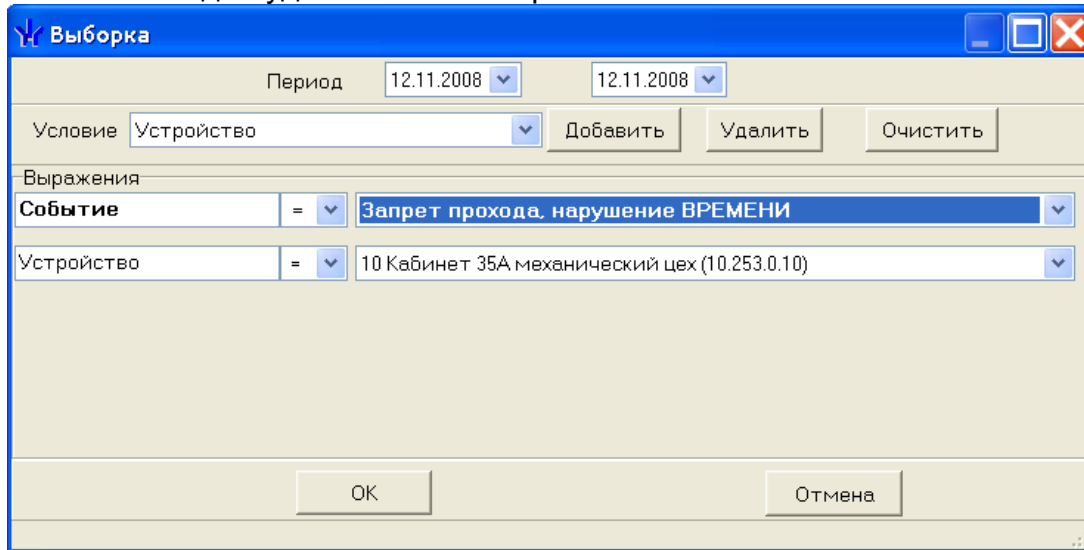 Выборка
Период 12.11.2008 12.11.2008
Условие Устройство Добавить Удалить Очистить
Выражения
Событие = Запрет прохода, нарушение ВРЕМЕНИ
Устройство = 10 Кабинет 35А механический цех (10.253.0.10)
OK Отмена